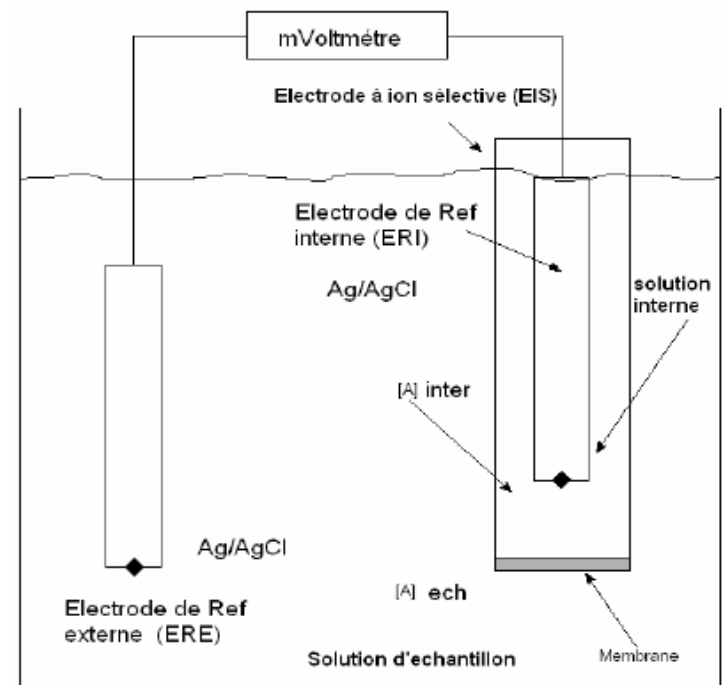 mVoltmétre
Electrode á ion sélective (EIS)
Electrode de Ref
interne (ERI)
Ag/AgCl
solution
interne
[A] inter
Ag/AgCl
[A] ech
Electrode de Ref
externe (ERE)
Solution d'echantillon
Membrane